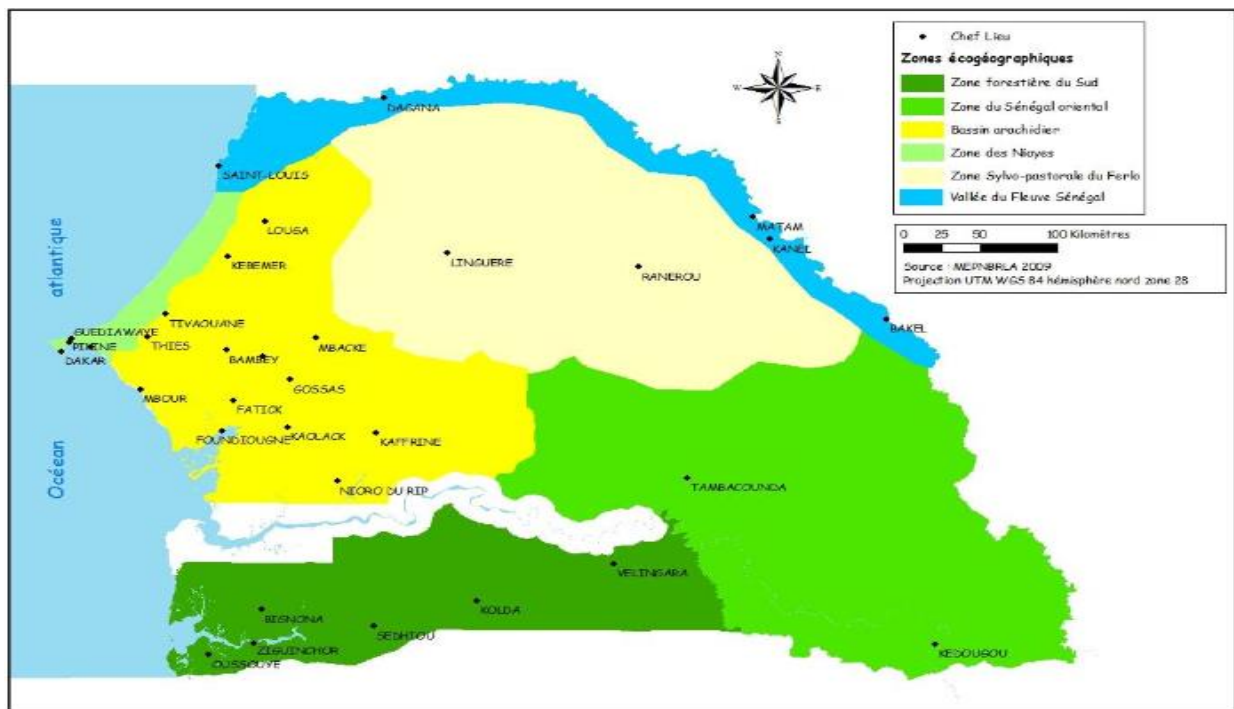 Chef Lieu
Zones écogéographiques
Zone forestière du Sud
Zone du Sénégal oriental
Bassin arachidier
Zone des Niayes
Zone Sylvo-pastorale du Ferlo
Vallée du Fleuve Sénégal
0 25 50 100 Kilomètres
Source : MEPNBRLA 2009
Projection UTM WGS 84 hémisphère nord zone 28
N
W E
S
DAGANA
SAINT-LOUIS
LOUGA
MATAM
KANEL
KEBEMER
LINGUERE
RANEROU
atlantique
TIVAOUANE
BAKEL
GUEDIAWAYE
PIKINE
THIES
MBACKE
DAKAR
BAMBEY
GOSSAS
MBOUR
FATICK
FOUNDIOUGNE
KAOLACK
KAFFRINE
Océean
NIORO DU RIP
TAMBACOUNDA
VELINGARA
KOLDA
BIGNONA
SEDHIOU
ZIGUINCHOR
OUSSOUYE
KEDOUGOU